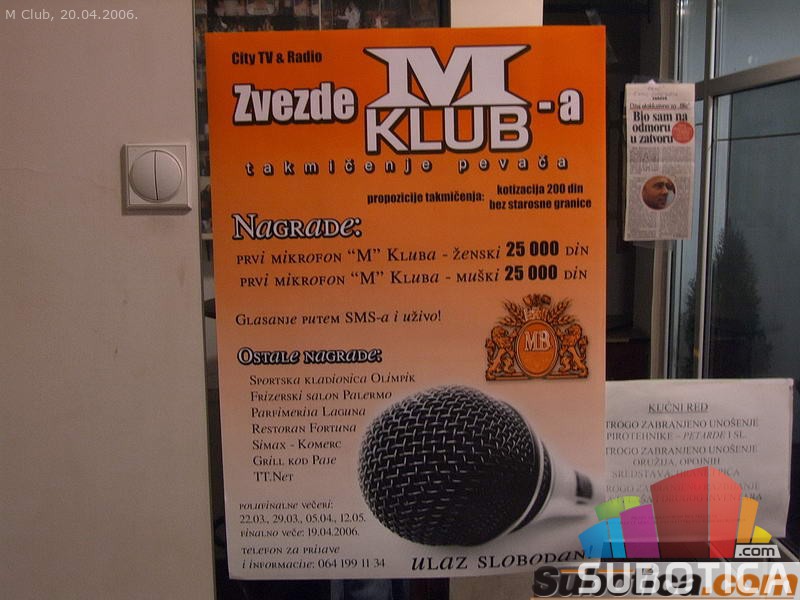 M Club, 20.04.2006.
City TV & Radio
Zvezde M KLUB-a
takmičenje pevača
propozicije takmičenja: kotizacija 200 din
bez starosne granice
NAGRADE:
PRVI MIKROFON "M" KLUBA - ŽENSKI 25 000 DIN
PRVI MIKROFON "M" KLUBA - MUŠKI 25 000 DIN
GLASANJE PUTEM SMS-A I UŽIVO!
MB
OSTALE NAGRADE:
SPORTSKA KLADIONICA OLIMPIK
FRIZERSKI SALON PALERMO
PARFIMERIJA LAGUNA
RESTORAN FORTUNA
SIMAX - KOMERC
GRILL KOD PAJE
TT.NET
POLUFINALNE VEČERI:
22.03., 29.03., 05.04., 12.05.
FINALNO VEČE: 19.04.2006.
TELEFON ZA PRIJAVE
I INFORMACIJE: 064 199 11 34
ULAZ SLOBODAN!
Bio sam na
odmoru
u zatvoru
KUĆNI RED
STROGO ZABRANJENO UNOŠENJE
PIROTEHNIKE - PETARDE I SL.
STROGO ZABRANJENO UNOŠENJE
ORUŽJA, OPOJNIH
SREDSTAVA,
.com
SUBOTICA
Subotica.com